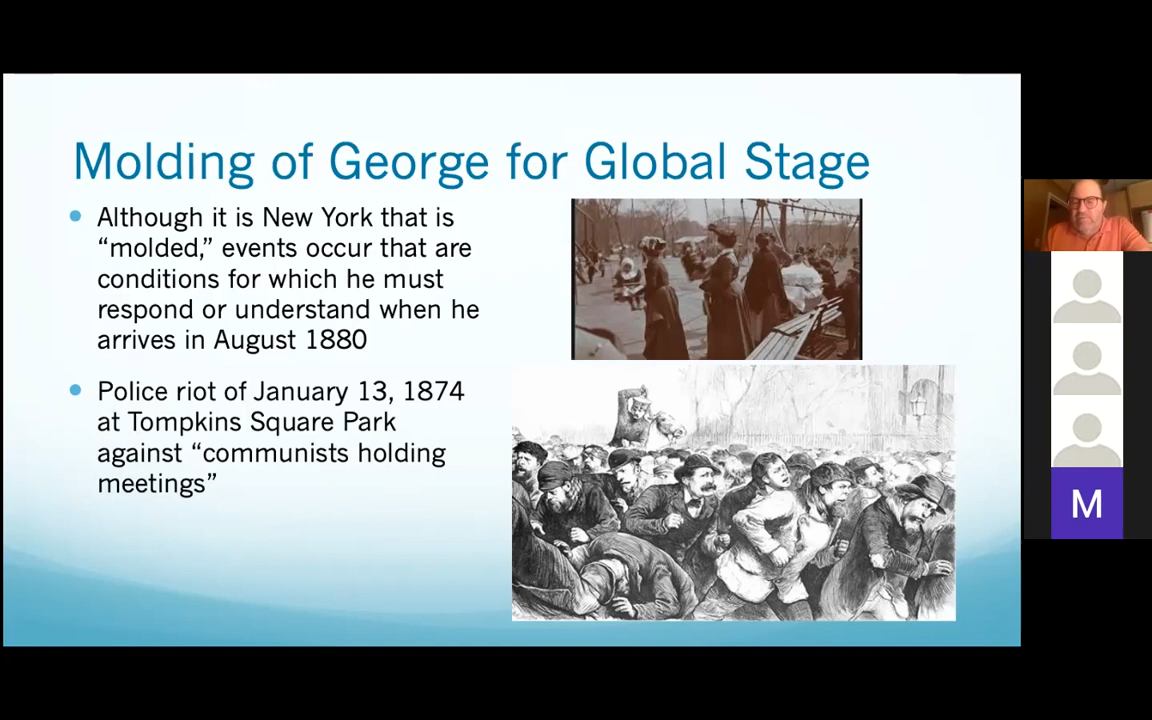 Molding of George for Global Stage
Although it is New York that is
“molded,” events occur that are
conditions for which he must
respond or understand when he
arrives in August 1880
Police riot of January 13, 1874
at Tompkins Square Park
against “communists holding
meetings”
M